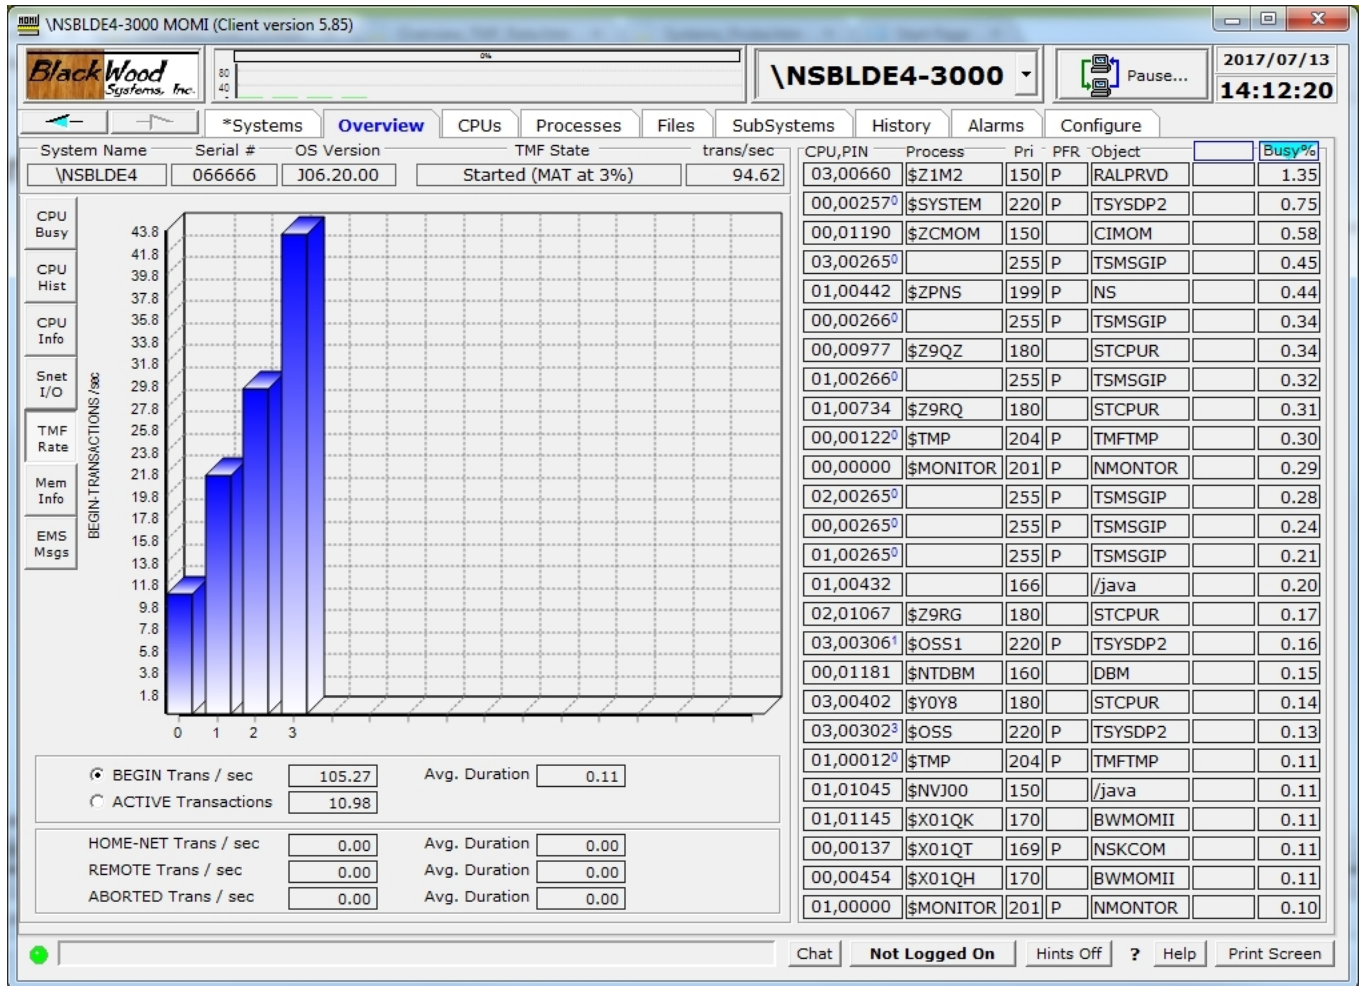 \NSBLDE4-3000 MOMI (Client version 5.85)
BlackWood
Systems, Inc.
0%
80
40
\NSBLDE4-3000
Pause...
2017/07/13
14:12:20
*Systems Overview CPUs Processes Files SubSystems History Alarms Configure
System Name Serial # OS Version TMF State trans/sec
\NSBLDE4 066666 J06.20.00 Started (MAT at 3%) 94.62
CPU Busy
CPU Hist
CPU Info
Snet I/O
TMF Rate
Mem Info
EMS Msgs
BEGIN-TRANSACTIONS /sec
43.8
41.8
39.8
37.8
35.8
33.8
31.8
29.8
27.8
25.8
23.8
21.8
19.8
17.8
15.8
13.8
11.8
9.8
7.8
5.8
3.8
1.8
0 1 2 3
BEGIN Trans / sec 105.27 Avg. Duration 0.11
ACTIVE Transactions 10.98
HOME-NET Trans / sec 0.00 Avg. Duration 0.00
REMOTE Trans / sec 0.00 Avg. Duration 0.00
ABORTED Trans / sec 0.00 Avg. Duration 0.00
CPU,PIN Process Pri PFR Object Busy%
03,00660 $Z1M2 150 P RALPRVD 1.35
00,00257⁰ $SYSTEM 220 P TSYSDP2 0.75
00,01190 $ZCMOM 150 CIMOM 0.58
03,00265⁰ 255 P TSMSGIP 0.45
01,00442 $ZPNS 199 P NS 0.44
00,00266⁰ 255 P TSMSGIP 0.34
00,00977 $Z9QZ 180 STCPUR 0.34
01,00266⁰ 255 P TSMSGIP 0.32
01,00734 $Z9RQ 180 STCPUR 0.31
00,00122⁰ $TMP 204 P TMFTMP 0.30
00,00000 $MONITOR 201 P NMONTOR 0.29
02,00265⁰ 255 P TSMSGIP 0.28
00,00265⁰ 255 P TSMSGIP 0.24
01,00265⁰ 255 P TSMSGIP 0.21
01,00432 166 /java 0.20
02,01067 $Z9RG 180 STCPUR 0.17
03,00306¹ $OSS1 220 P TSYSDP2 0.16
00,01181 $NTDBM 160 DBM 0.15
03,00402 $Y0Y8 180 STCPUR 0.14
03,00302³ $OSS 220 P TSYSDP2 0.13
01,00012⁰ $TMP 204 P TMFTMP 0.11
01,01045 $NVJ00 150 /java 0.11
01,01145 $X01QK 170 BWMOMII 0.11
00,00137 $X01QT 169 P NSKCOM 0.11
00,00454 $X01QH 170 BWMOMII 0.11
01,00000 $MONITOR 201 P NMONTOR 0.10
Chat Not Logged On Hints Off ? Help Print Screen